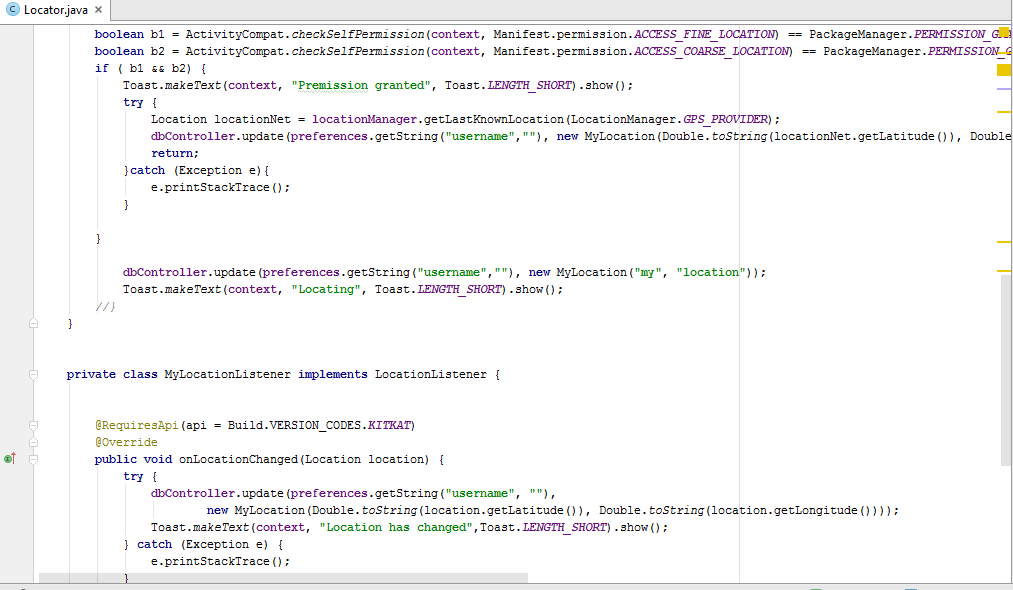 Locator.java
boolean b1 = ActivityCompat.checkSelfPermission(context, Manifest.permission.ACCESS_FINE_LOCATION) == PackageManager.
boolean b2 = ActivityCompat.checkSelfPermission(context, Manifest.permission.ACCESS_COARSE_LOCATION) == PackageManager.
if ( b1 && b2) {
Toast.makeText(context, "Premission granted", Toast.LENGTH_SHORT).show();
try {
Location locationNet = locationManager.getLastKnownLocation(LocationManager.GPS_PROVIDER);
dbController.update(preferences.getString("username",""), new MyLocation(Double.toString(locationNet.getLatitude()), Double
return;
}catch (Exception e){
e.printStackTrace();
}
}
dbController.update(preferences.getString("username",""), new MyLocation("my", "location"));
Toast.makeText(context, "Locating", Toast.LENGTH_SHORT).show();
//}
}
private class MyLocationListener implements LocationListener {
@RequiresApi(api = Build.VERSION_CODES.KITKAT)
@Override
public void onLocationChanged(Location location) {
try {
dbController.update(preferences.getString("username", ""),
new MyLocation(Double.toString(location.getLatitude()), Double.toString(location.getLongitude())));
Toast.makeText(context, "Location has changed",Toast.LENGTH_SHORT).show();
} catch (Exception e) {
e.printStackTrace();
}